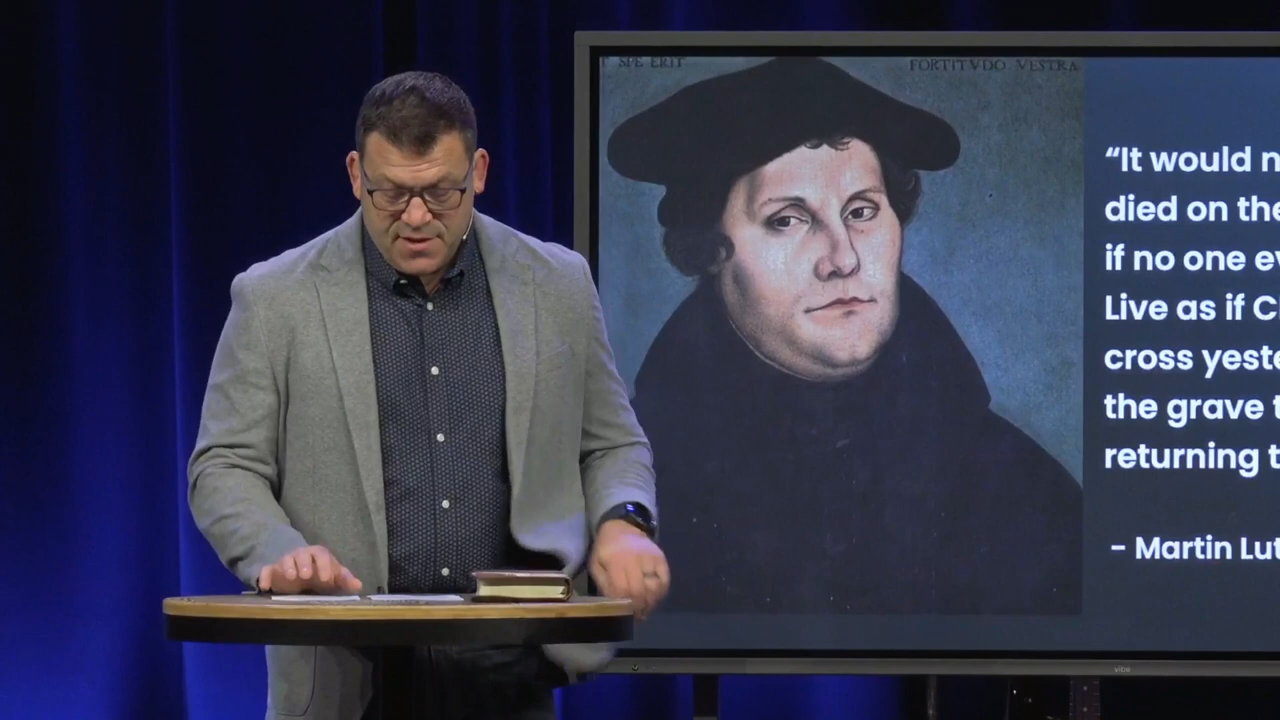 SPE ERIT
FORTITVDO VESTRA
“It would n
died on the
if no one ev
Live as if C
cross yeste
the grave t
returning t
- Martin Lut
vibe